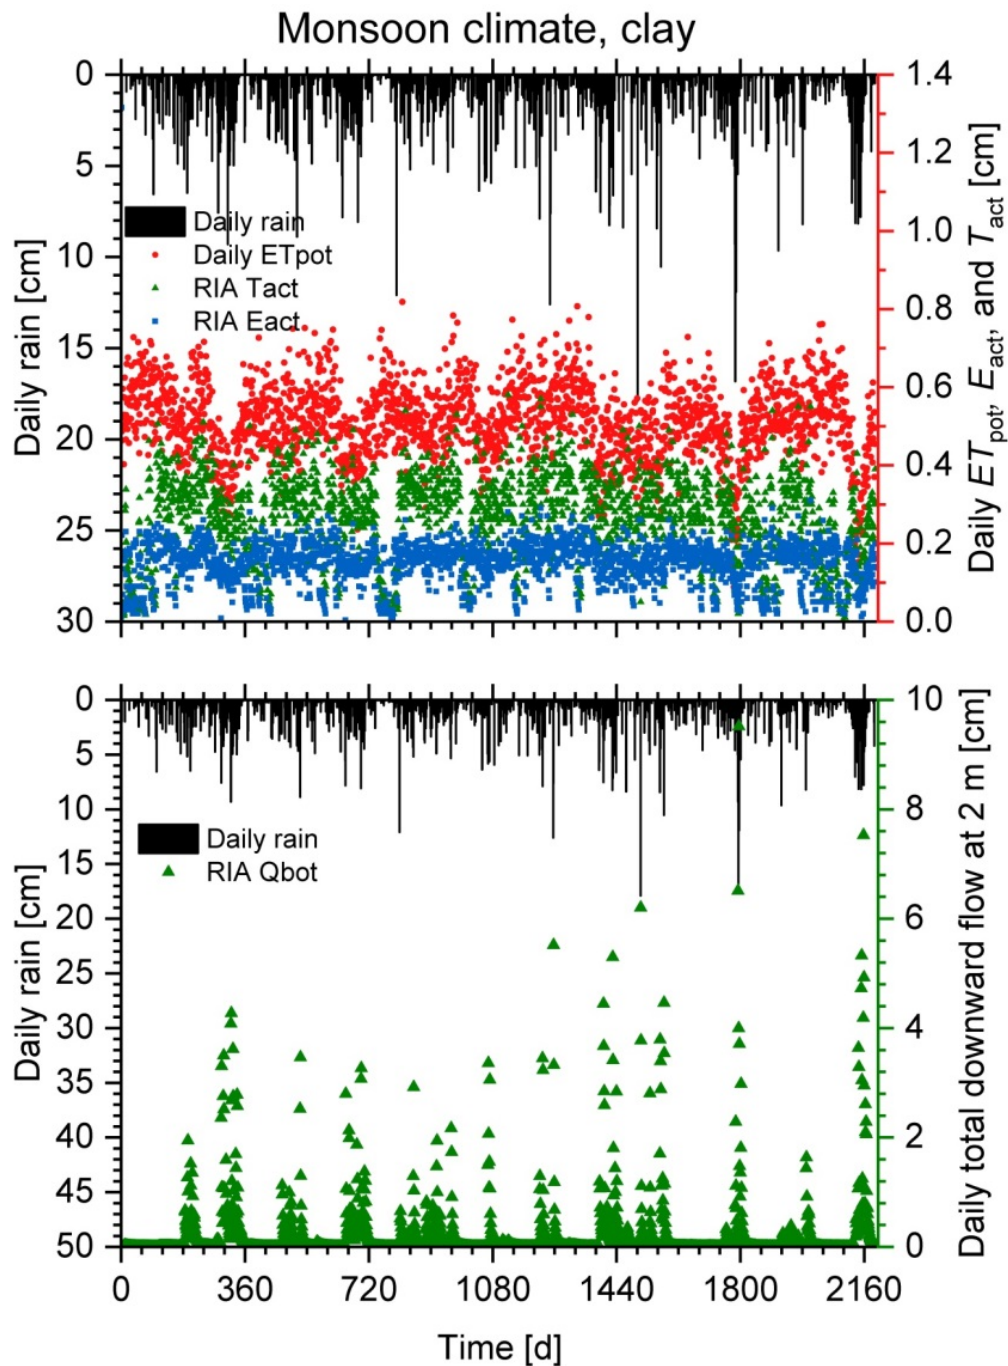 Monsoon climate, clay
0
5
10
15
20
25
30
Daily rain [cm]
1.4
1.2
1.0
0.8
0.6
0.4
0.2
0.0
Daily ETpot, Eact, and Tact [cm]
Daily rain
Daily ETpot
RIA Tact
RIA Eact
0
5
10
15
20
25
30
35
40
45
50
Daily rain [cm]
10
8
6
4
2
0
Daily total downward flow at 2 m [cm]
Daily rain
RIA Qbot
0 360 720 1080 1440 1800 2160
Time [d]